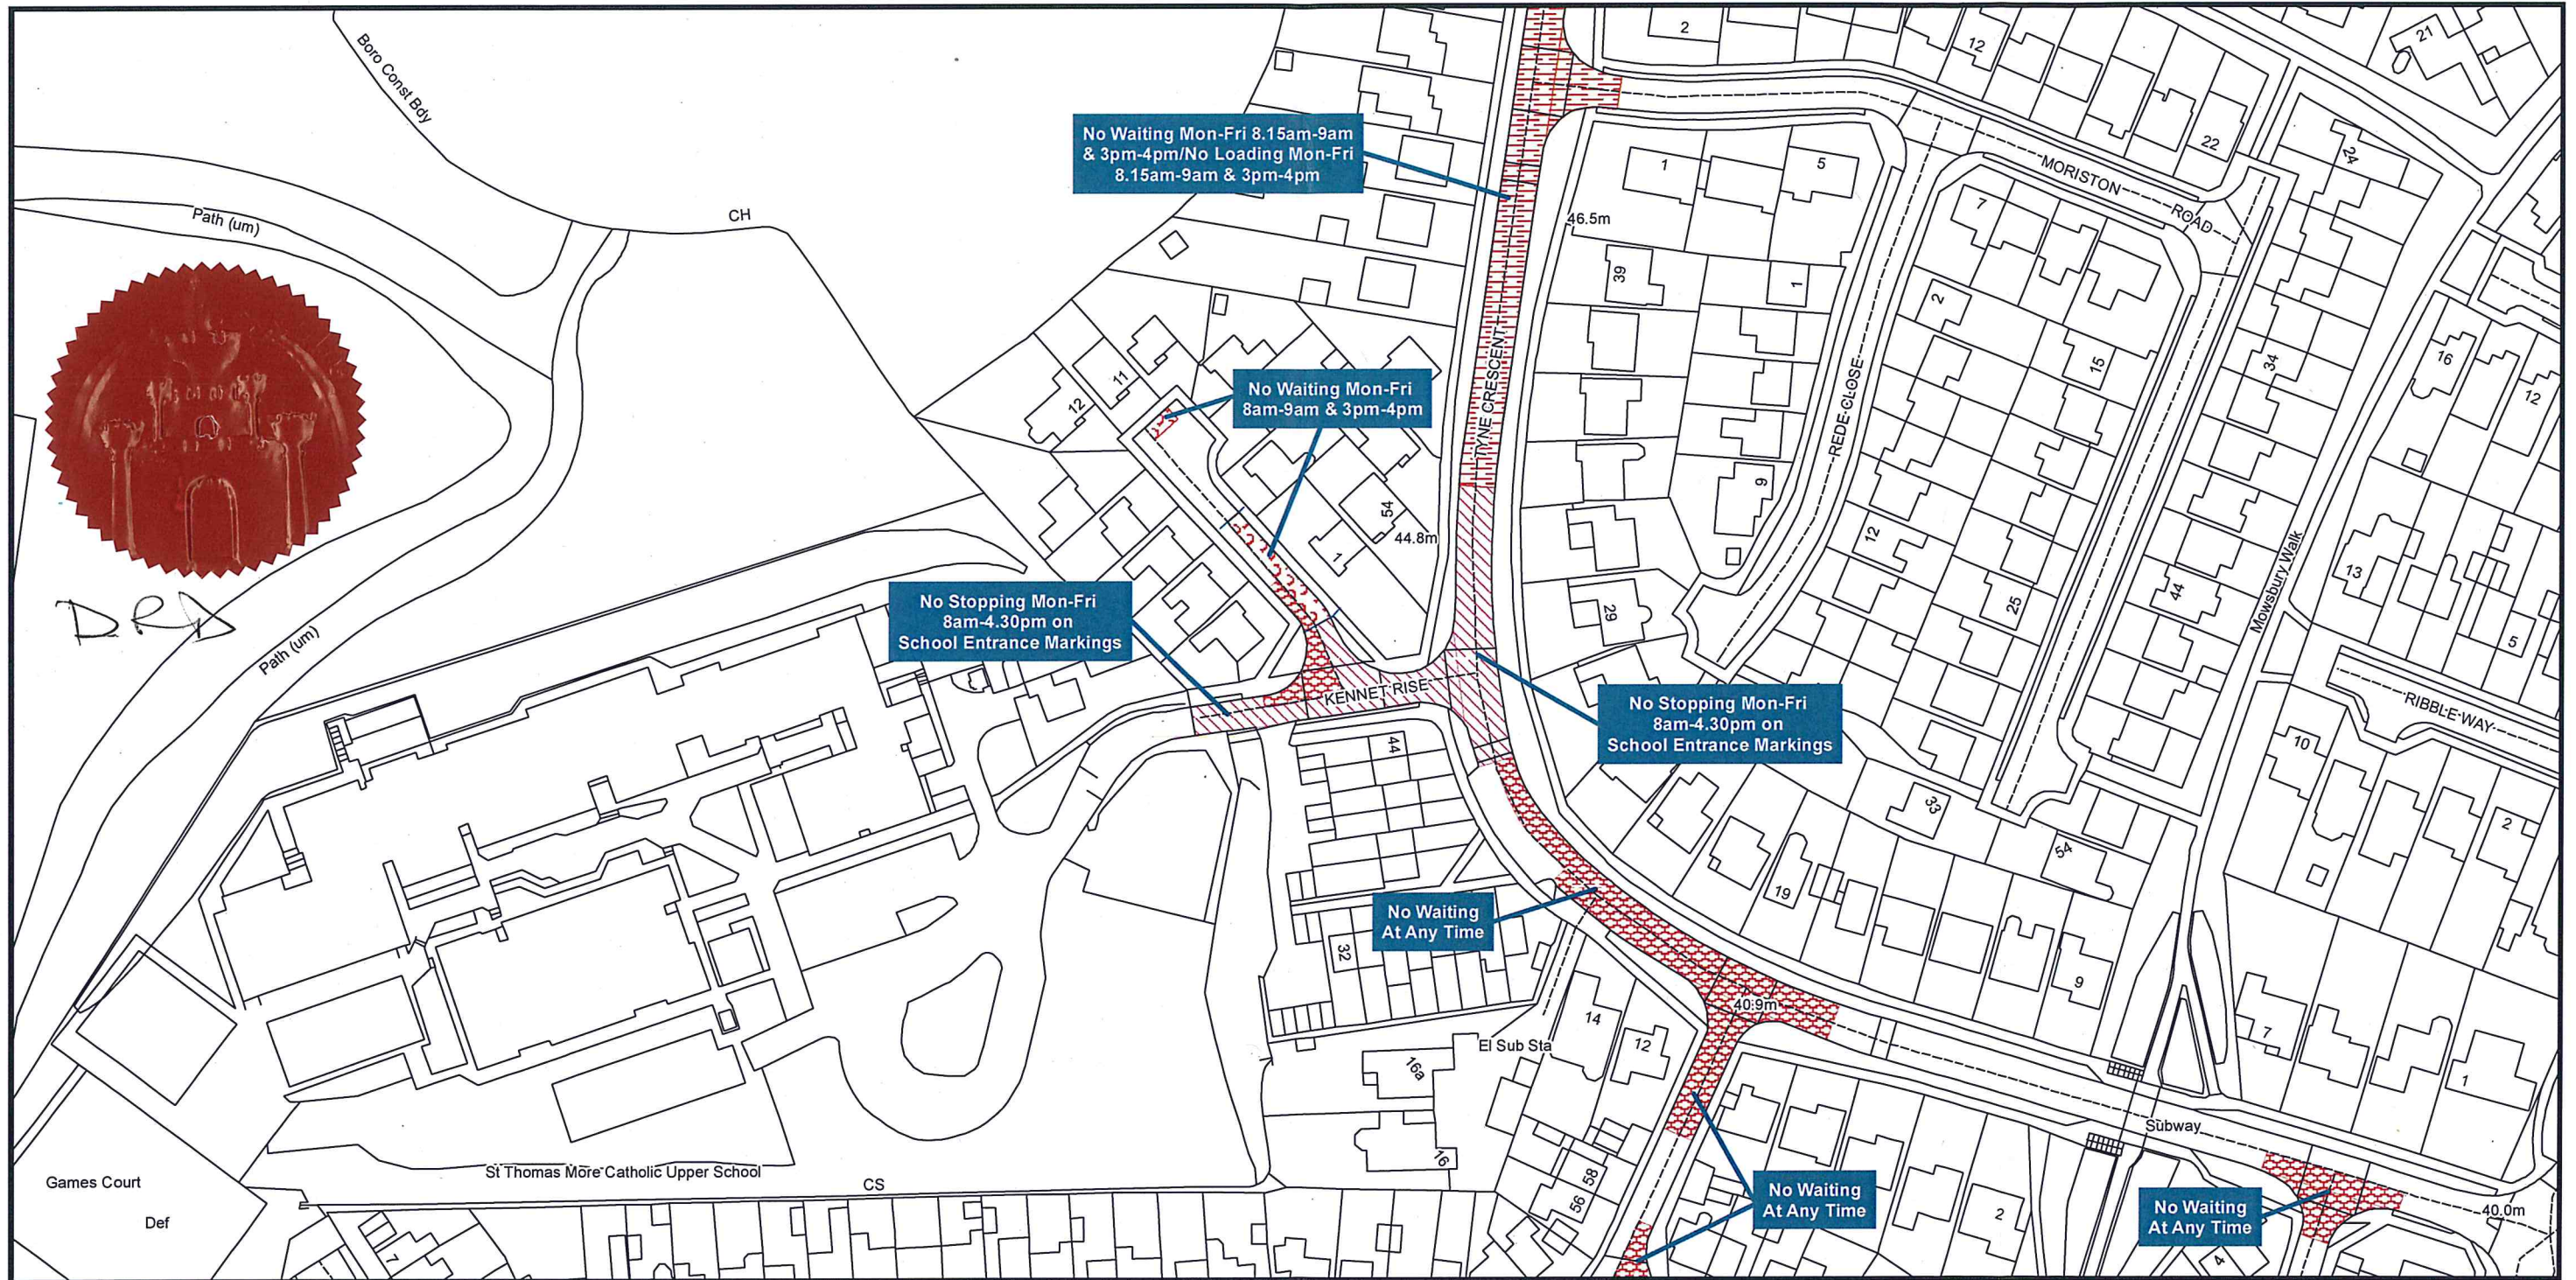 Boro Const Bdy
2
12
21
No Waiting Mon-Fri 8.15am-9am
& 3pm-4pm/No Loading Mon-Fri
8.15am-9am & 3pm-4pm
22
24
1
5
MORISTON
ROAD
Path (um)
CH
46.5m
7
39
1
2
15
34
16
12
TYNE CRESCENT
REDE CLOSE
11
12
No Waiting Mon-Fri
8am-9am & 3pm-4pm
54
44.8m
1
9
12
25
44
Mowsbury Walk
13
5
DRD
Path (um)
No Stopping Mon-Fri
8am-4.30pm on
School Entrance Markings
29
KENNET RISE
No Stopping Mon-Fri
8am-4.30pm on
School Entrance Markings
RIBBLE WAY
44
10
2
33
54
19
No Waiting
At Any Time
32
9
40.9m
14
12
El Sub Sta
16a
7
1
16
Subway
St Thomas More Catholic Upper School
CS
Games Court
Def
58
56
No Waiting
At Any Time
2
No Waiting
At Any Time
40.0m
7
4